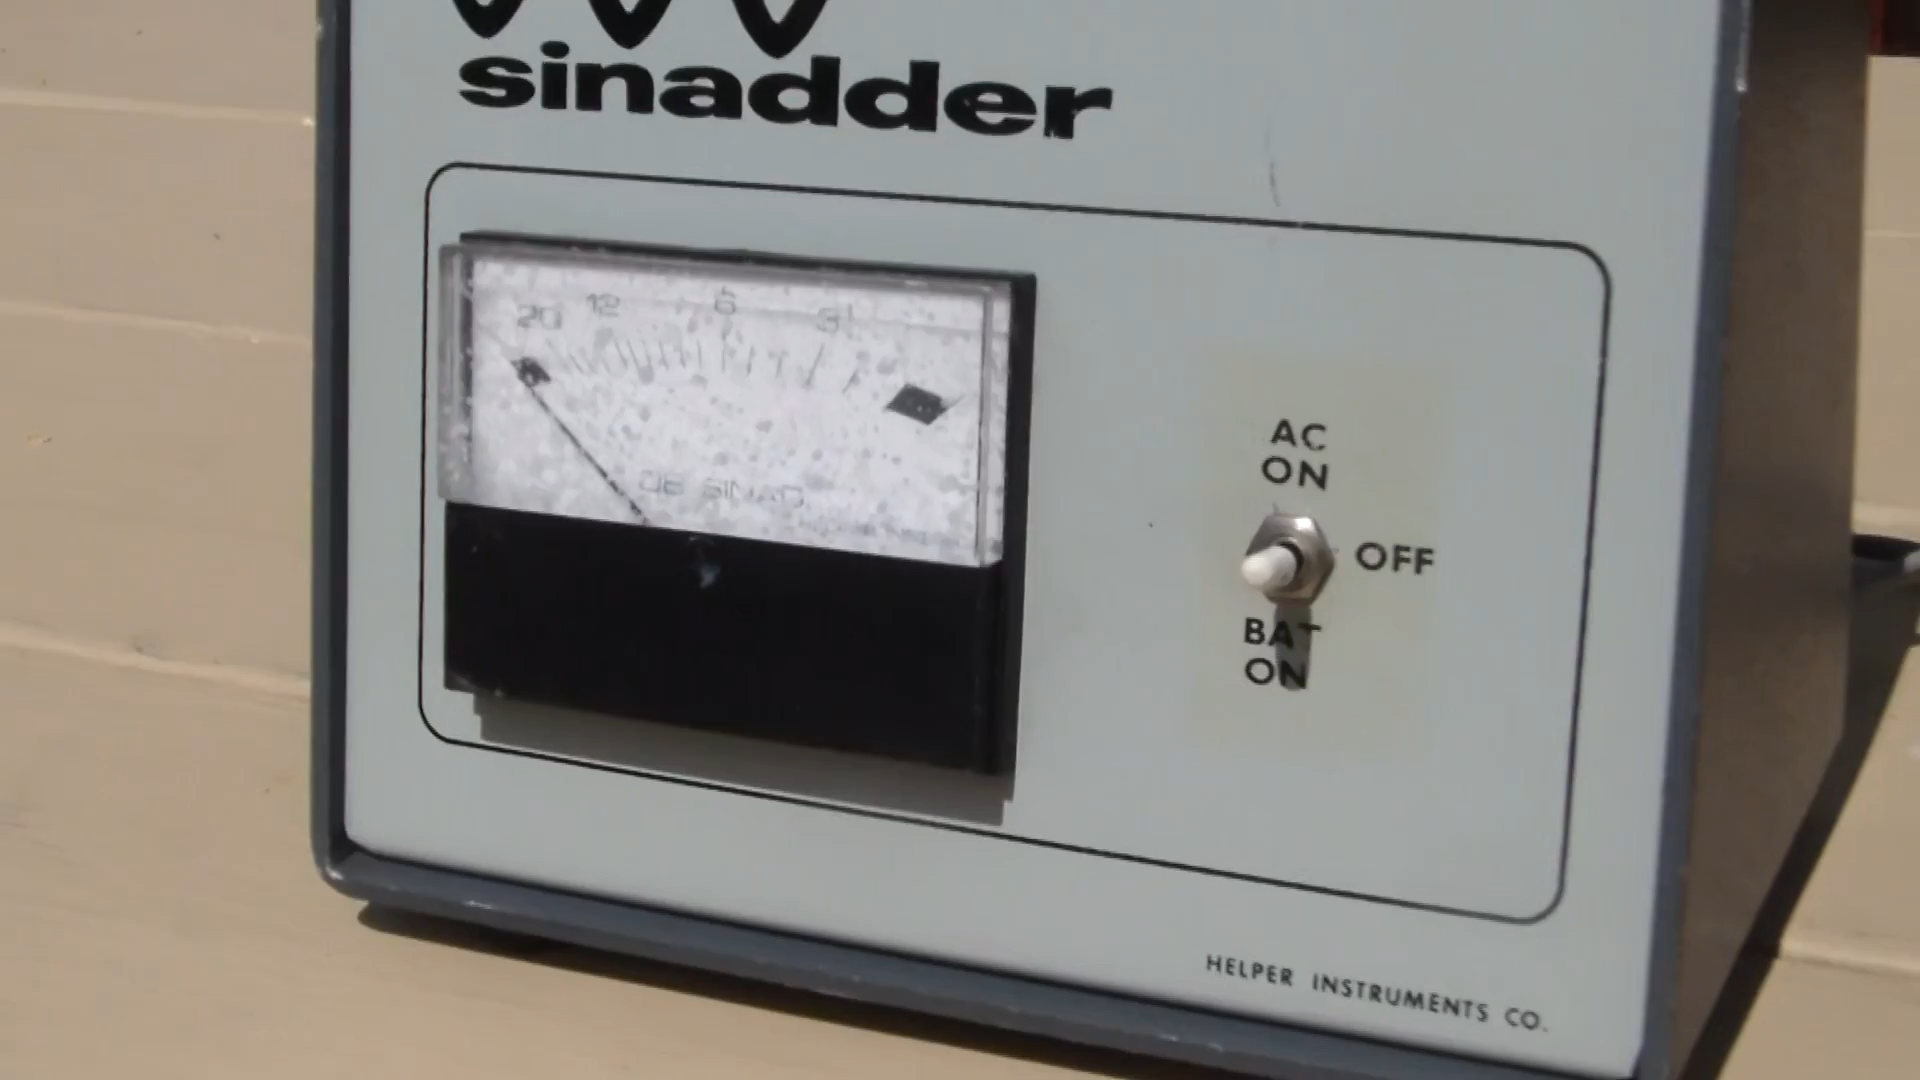 sinadder
20 12 6 3
DB SINAD
AC
ON
OFF
BAT
ON
HELPER INSTRUMENTS CO.